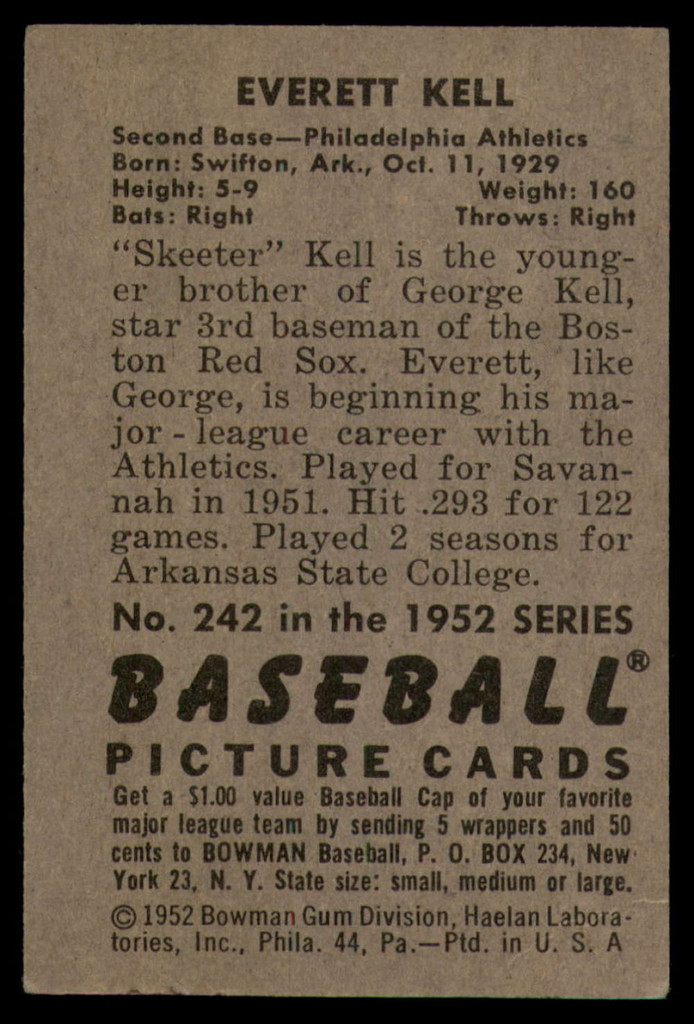 EVERETT KELL
Second Base—Philadelphia Athletics
Born: Swifton, Ark., Oct. 11, 1929
Height: 5-9 Weight: 160
Bats: Right Throws: Right
“Skeeter” Kell is the young-
er brother of George Kell,
star 3rd baseman of the Bos-
ton Red Sox. Everett, like
George, is beginning his ma-
jor - league career with the
Athletics. Played for Savan-
nah in 1951. Hit .293 for 122
games. Played 2 seasons for
Arkansas State College.
No. 242 in the 1952 SERIES
BASEBALL®
PICTURE CARDS
Get a $1.00 value Baseball Cap of your favorite
major league team by sending 5 wrappers and 50
cents to BOWMAN Baseball, P. O. BOX 234, New
York 23, N. Y. State size: small, medium or large.
© 1952 Bowman Gum Division, Haelan Labora-
tories, Inc., Phila. 44, Pa.—Ptd. in U. S. A